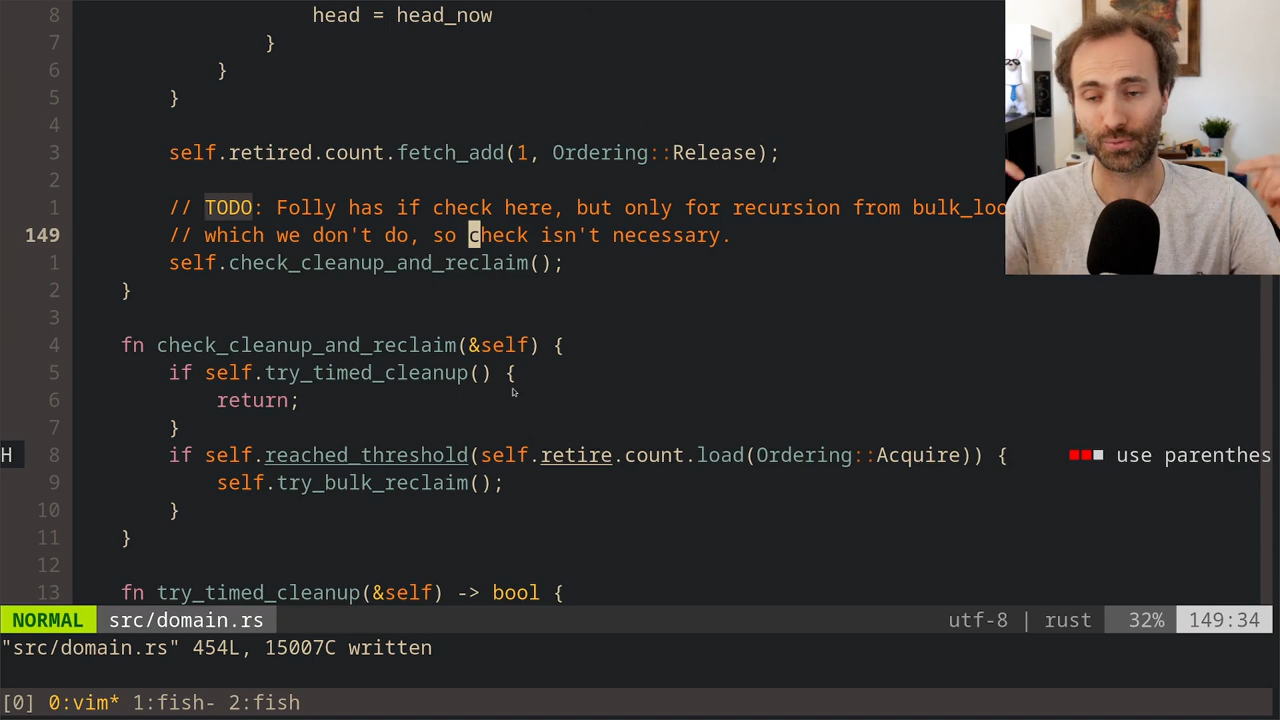 8 head = head_now
7 }
6 }
5 }
4
3 self.retired.count.fetch_add(1, Ordering::Release);
2
1 // TODO: Folly has if check here, but only for recursion from bulk_loo
149 // which we don't do, so check isn't necessary.
1 self.check_cleanup_and_reclaim();
2 }
3
4 fn check_cleanup_and_reclaim(&self) {
5 if self.try_timed_cleanup() {
6 return;
7 }
H 8 if self.reached_threshold(self.retire.count.load(Ordering::Acquire)) { use parenthes
9 self.try_bulk_reclaim();
10 }
11 }
12
13 fn try_timed_cleanup(&self) -> bool {
NORMAL src/domain.rs utf-8 | rust 32% 149:34
"src/domain.rs" 454L, 15007C written
[0] 0:vim* 1:fish- 2:fish